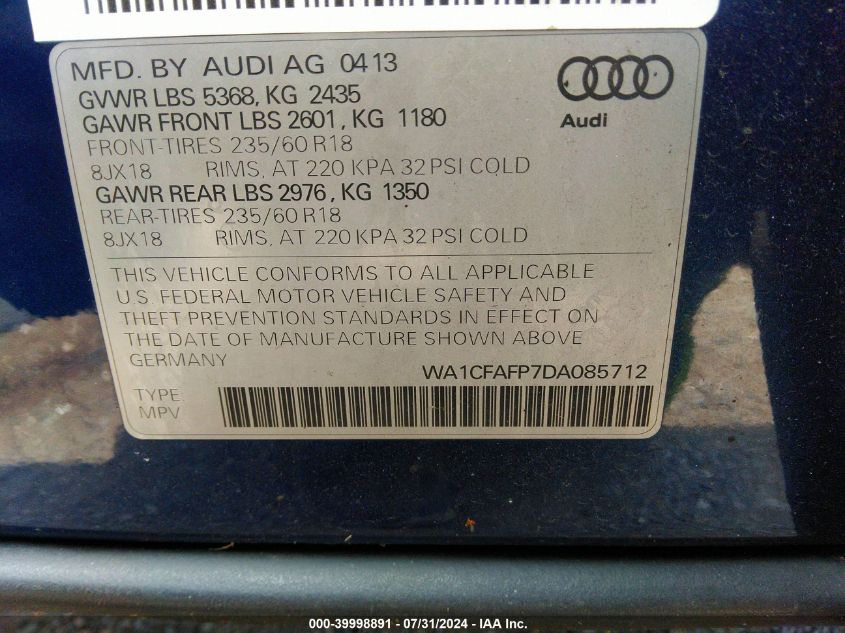 MFD. BY AUDI AG 0413
GVWR LBS 5368, KG 2435
GAWR FRONT LBS 2601, KG 1180
FRONT-TIRES 235/60 R18
8JX18 RIMS, AT 220 KPA 32 PSI COLD
GAWR REAR LBS 2976, KG 1350
REAR-TIRES 235/60 R18
8JX18 RIMS, AT 220 KPA 32 PSI COLD
Audi
THIS VEHICLE CONFORMS TO ALL APPLICABLE
U.S. FEDERAL MOTOR VEHICLE SAFETY AND
THEFT PREVENTION STANDARDS IN EFFECT ON
THE DATE OF MANUFACTURE SHOWN ABOVE
GERMANY WA1CFAFP7DA085712
TYPE
MPV
000-39998891 - 07/31/2024 - IAA Inc.